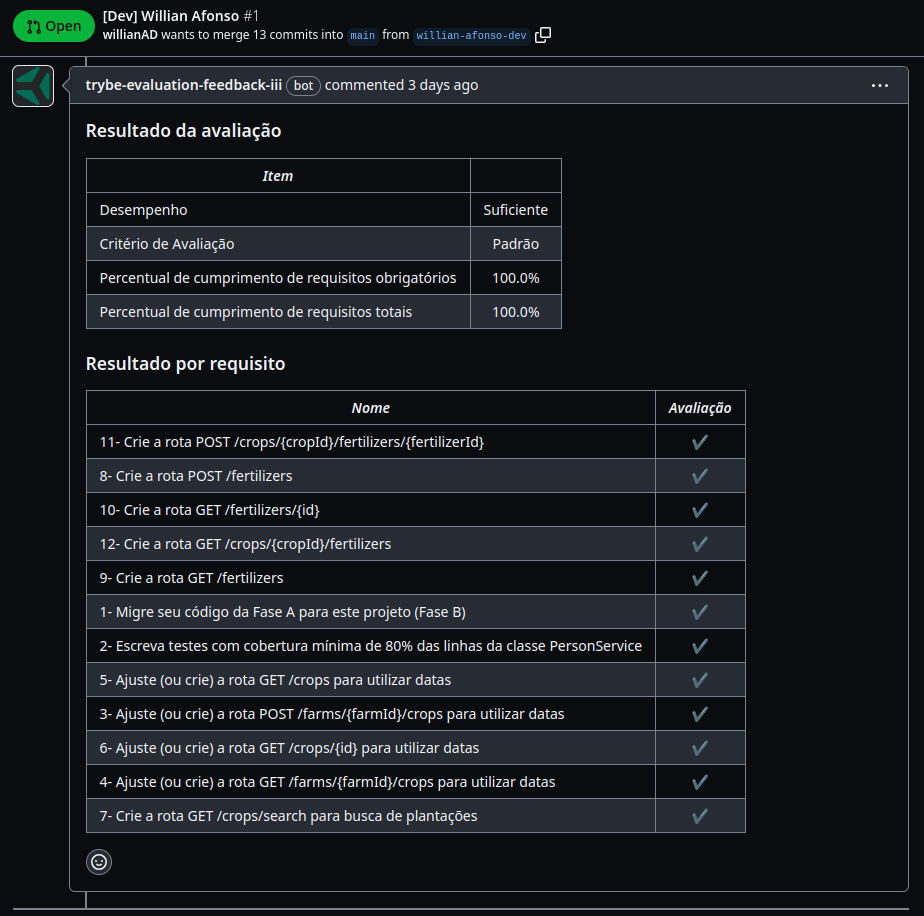 Open
[Dev] Willian Afonso #1
willianAD wants to merge 13 commits into main from willian-afonso-dev
trybe-evaluation-feedback-iii bot commented 3 days ago
Resultado da avaliação
Item
Desempenho Suficiente
Critério de Avaliação Padrão
Percentual de cumprimento de requisitos obrigatórios 100.0%
Percentual de cumprimento de requisitos totais 100.0%
Resultado por requisito
Nome Avaliação
11- Crie a rota POST /crops/{cropId}/fertilizers/{fertilizerId} ✔
8- Crie a rota POST /fertilizers ✔
10- Crie a rota GET /fertilizers/{id} ✔
12- Crie a rota GET /crops/{cropId}/fertilizers ✔
9- Crie a rota GET /fertilizers ✔
1- Migre seu código da Fase A para este projeto (Fase B) ✔
2- Escreva testes com cobertura mínima de 80% das linhas da classe PersonService ✔
5- Ajuste (ou crie) a rota GET /crops para utilizar datas ✔
3- Ajuste (ou crie) a rota POST /farms/{farmId}/crops para utilizar datas ✔
6- Ajuste (ou crie) a rota GET /crops/{id} para utilizar datas ✔
4- Ajuste (ou crie) a rota GET /farms/{farmId}/crops para utilizar datas ✔
7- Crie a rota GET /crops/search para busca de plantações ✔